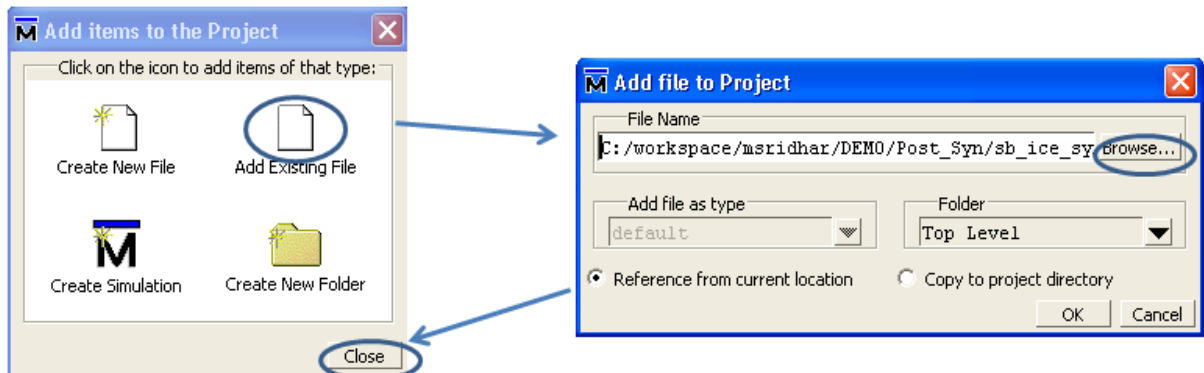 Add items to the Project
Click on the icon to add items of that type:
Create New File
Add Existing File
Create Simulation
Create New Folder
Close
Add file to Project
File Name
C:/workspace/msridhar/DEMO/Post_Syn/sb_ice_sy
Browse...
Add file as type
default
Folder
Top Level
Reference from current location
Copy to project directory
OK
Cancel